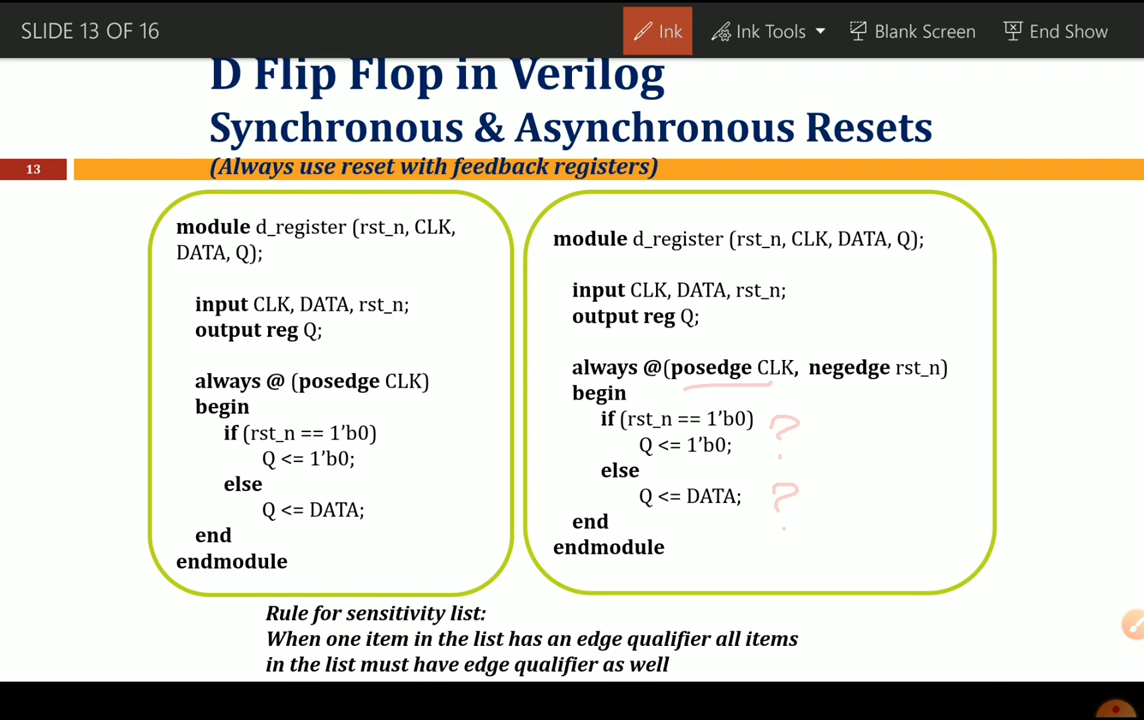 SLIDE 13 OF 16
Ink
Ink Tools
Blank Screen
End Show
D Flip Flop in Verilog
Synchronous & Asynchronous Resets
13
(Always use reset with feedback registers)
module d_register (rst_n, CLK,
DATA, Q);
input CLK, DATA, rst_n;
output reg Q;
always @ (posedge CLK)
begin
if (rst_n == 1’b0)
Q <= 1’b0;
else
Q <= DATA;
end
endmodule
module d_register (rst_n, CLK, DATA, Q);
input CLK, DATA, rst_n;
output reg Q;
always @(posedge CLK, negedge rst_n)
begin
if (rst_n == 1’b0) ?
Q <= 1’b0;
else
Q <= DATA; ?
end
endmodule
Rule for sensitivity list:
When one item in the list has an edge qualifier all items
in the list must have edge qualifier as well